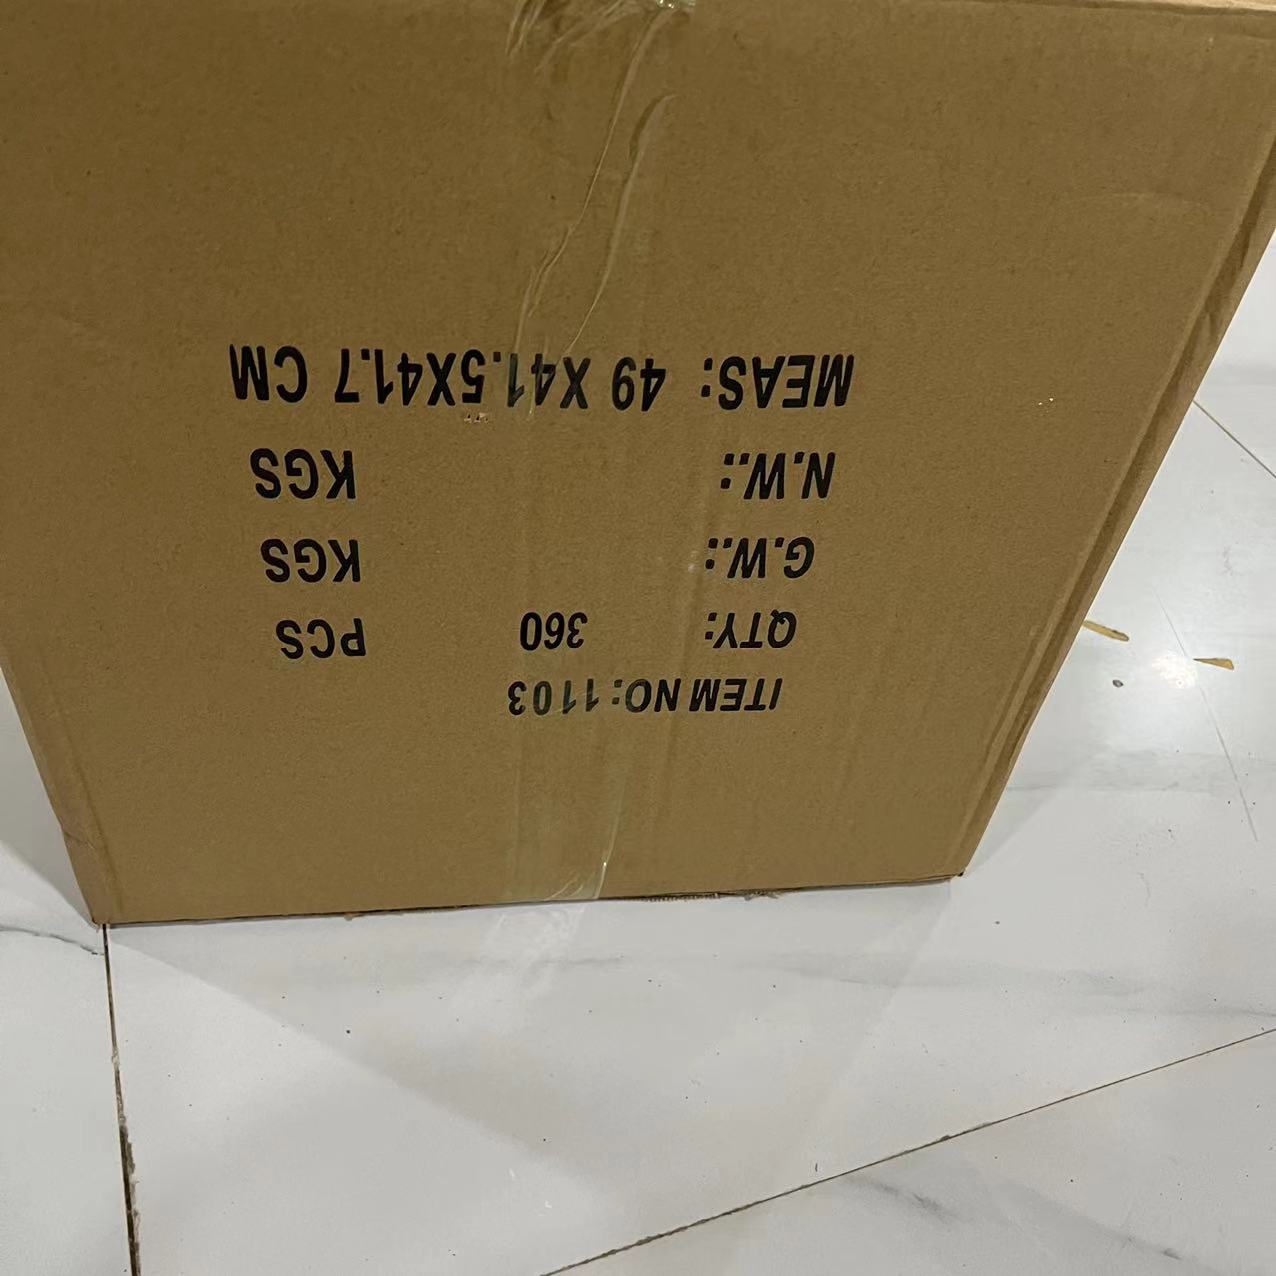 ITEM NO:1103
QTY: 360 PCS
G.W.: KGS
N.W.: KGS
MEAS: 49 X41.5X41.7 CM